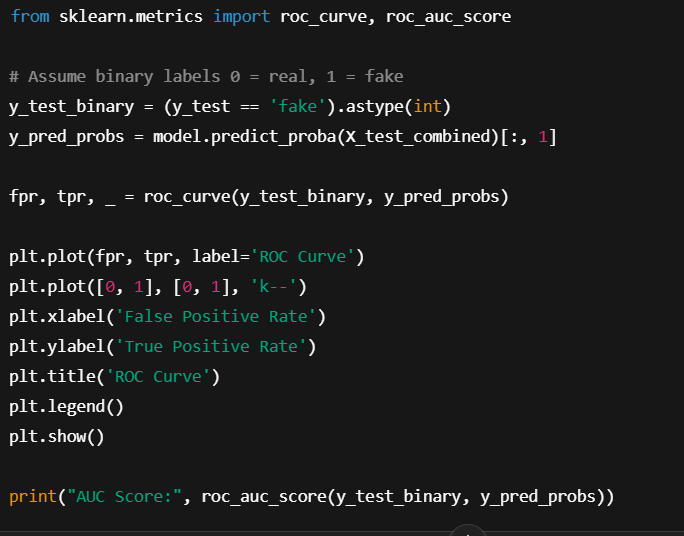 from sklearn.metrics import roc_curve, roc_auc_score
# Assume binary labels 0 = real, 1 = fake
y_test_binary = (y_test == 'fake').astype(int)
y_pred_probs = model.predict_proba(X_test_combined)[:, 1]
fpr, tpr, _ = roc_curve(y_test_binary, y_pred_probs)
plt.plot(fpr, tpr, label='ROC Curve')
plt.plot([0, 1], [0, 1], 'k--')
plt.xlabel('False Positive Rate')
plt.ylabel('True Positive Rate')
plt.title('ROC Curve')
plt.legend()
plt.show()
print("AUC Score:", roc_auc_score(y_test_binary, y_pred_probs))